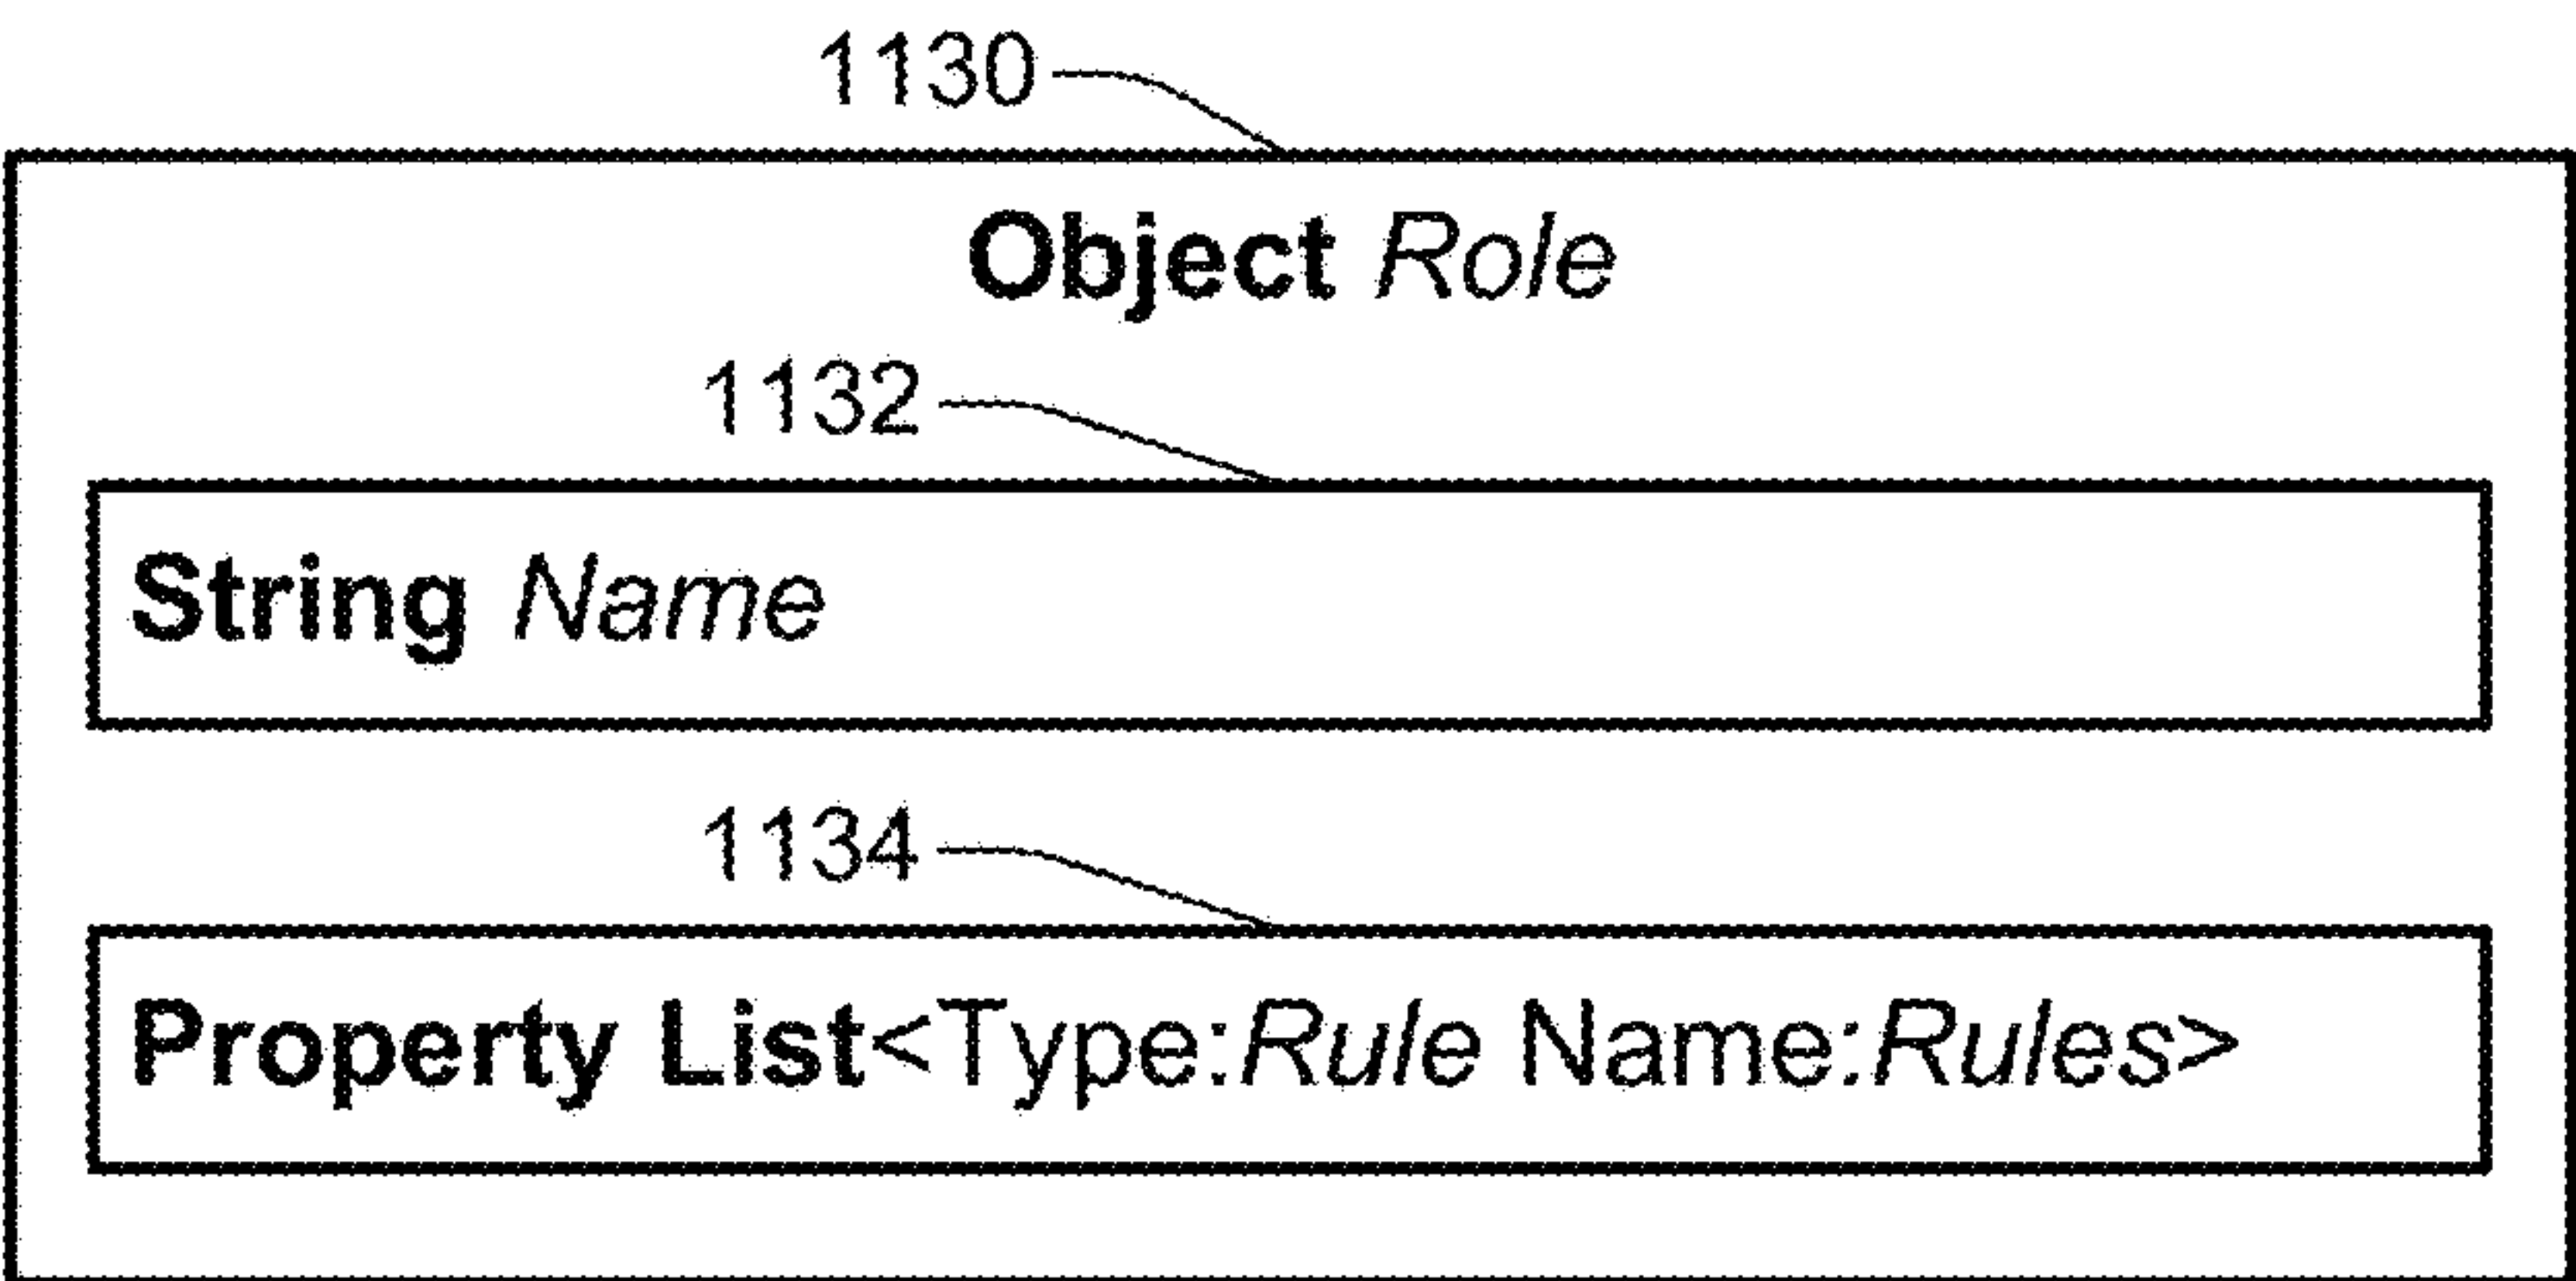 1130
Object Role
1132
String Name
1134
Property List<Type:Rule Name:Rules>